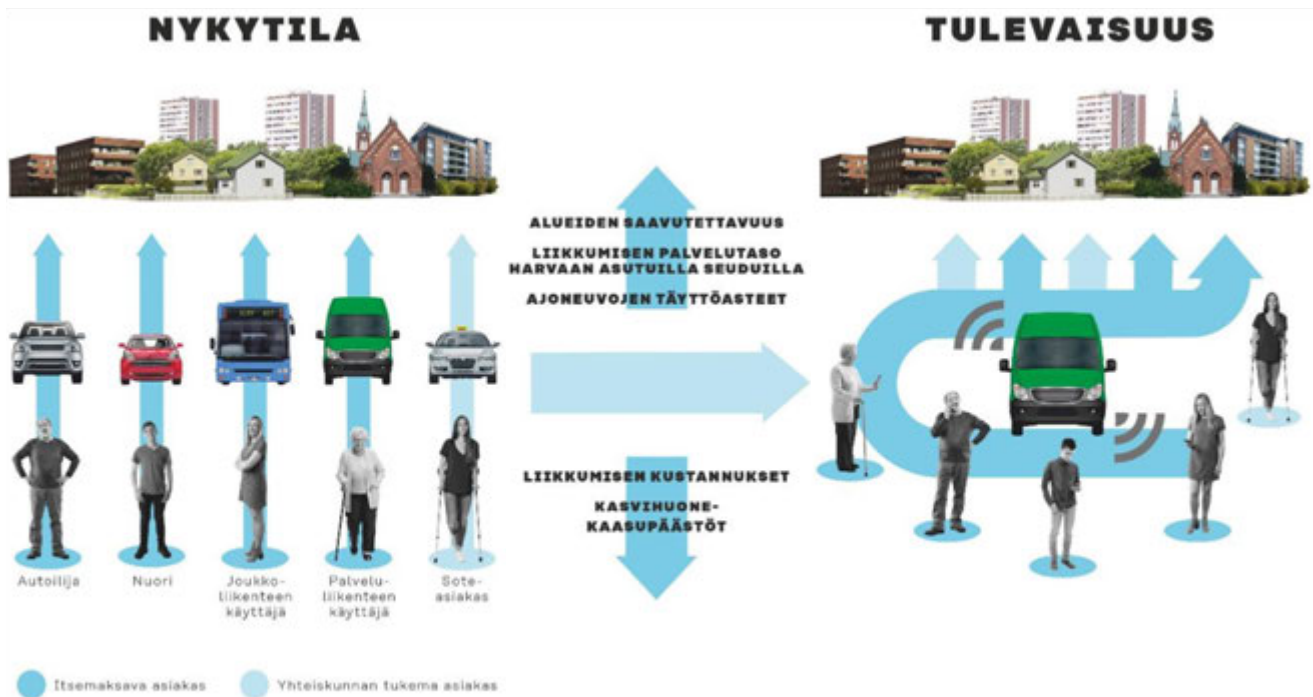 NYKYTILA
TULEVAISUUS
ALUEIDEN SAAVUTETTAVUUS
LIIKKUMISEN PALVELUTASO
HARVAAN ASUTUILLA SEUDUILLA
AJONEUVOJEN TÄYTTÖASTEET
LIIKKUMISEN KUSTANNUKSET
KASVIHUONE-
KAASUPÄÄSTÖT
Autoilija
Nuori
Joukko-
liikenteen
käyttäjä
Palvelu-
liikenteen
käyttäjä
Sote-
asiakas
Itsemaksava asiakas
Yhteiskunnan tukema asiakas